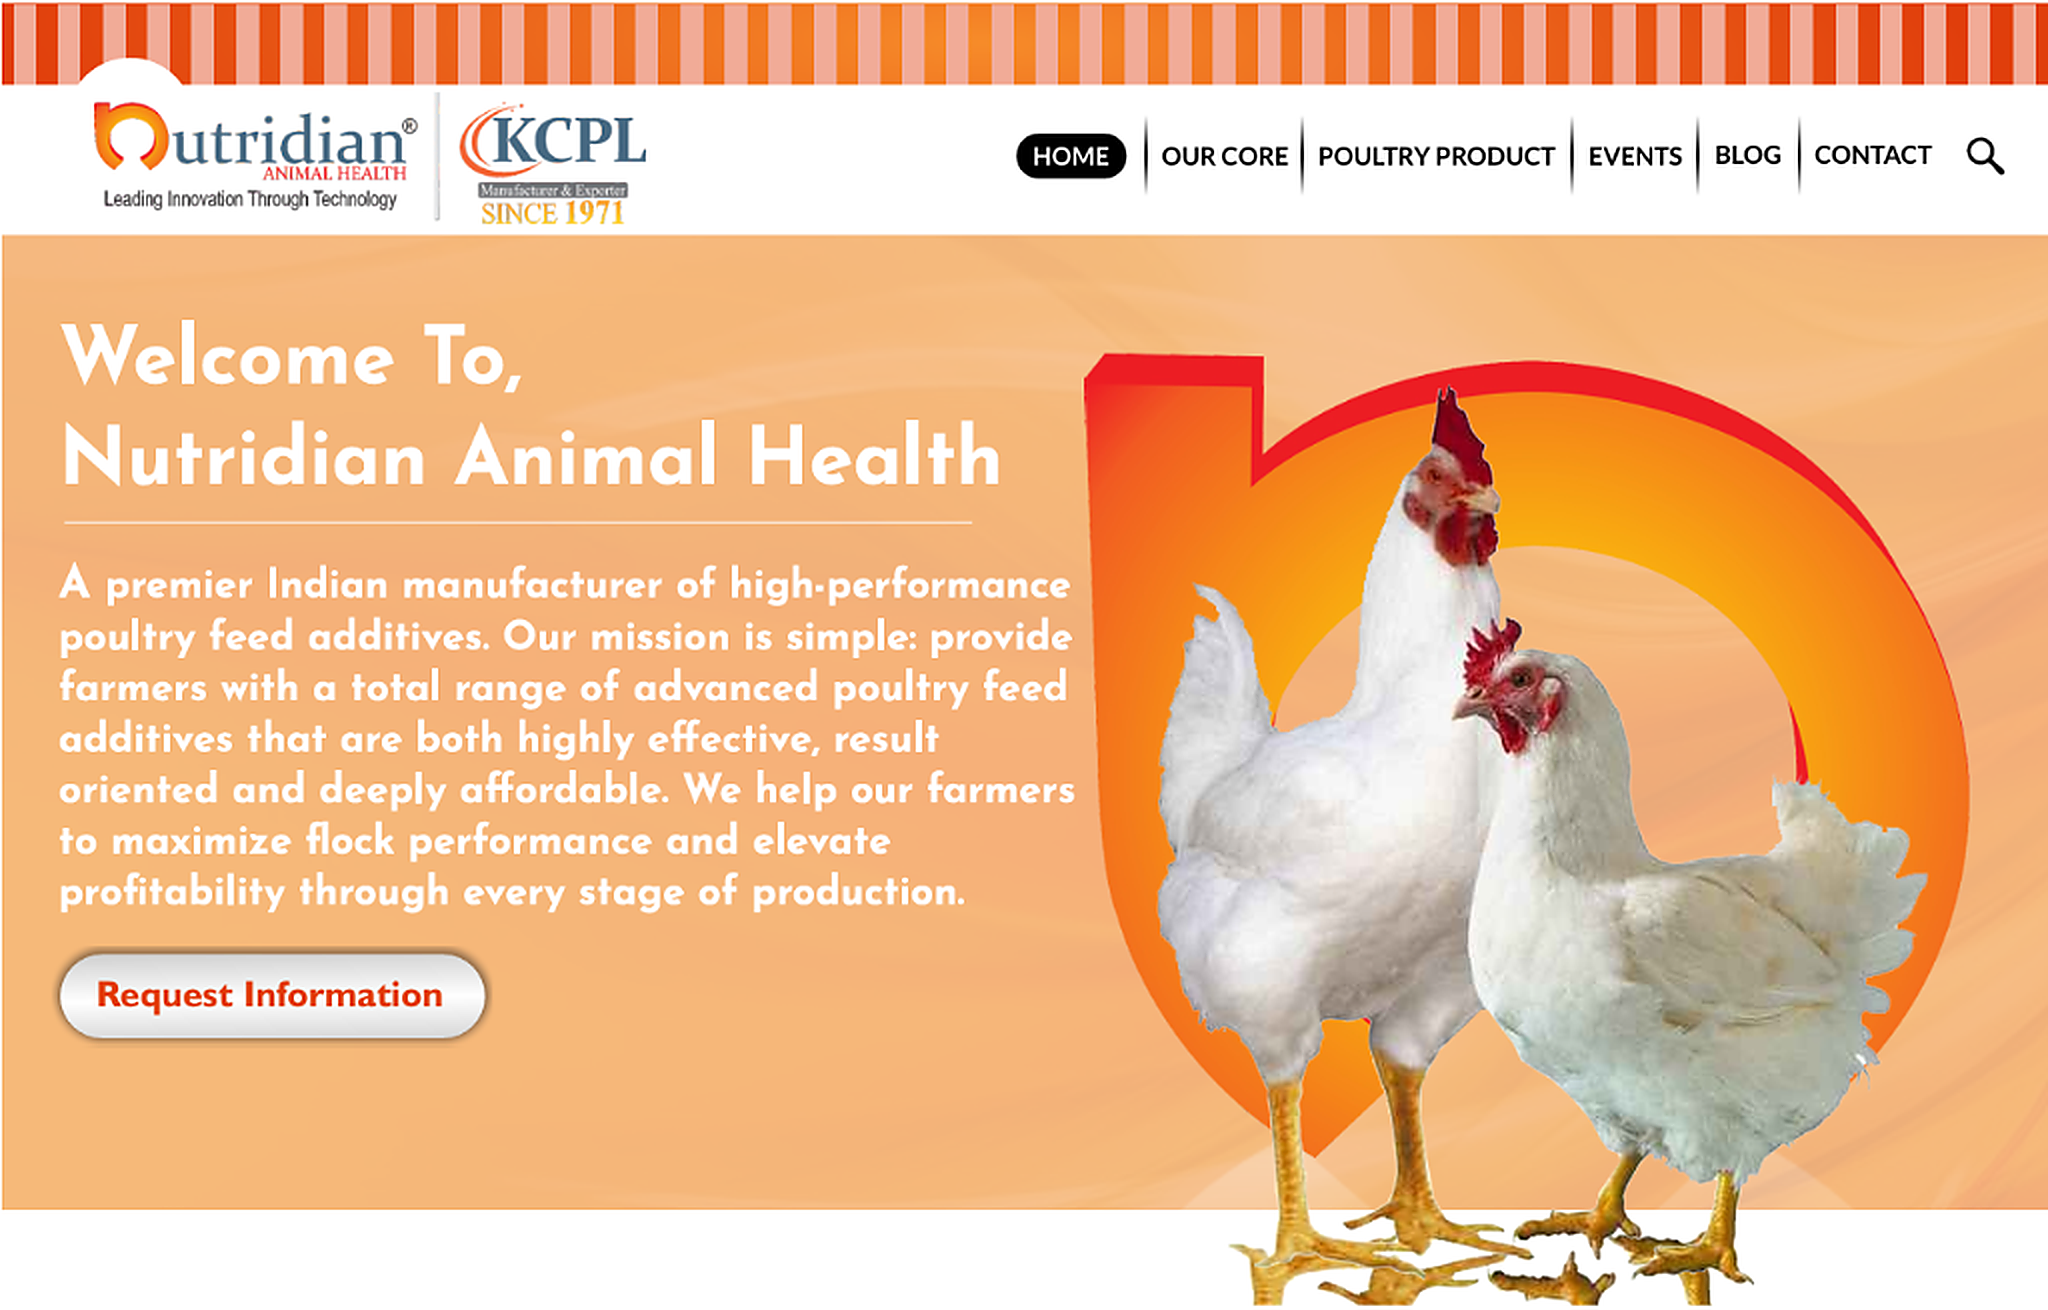 nutridian®
ANIMAL HEALTH
Leading Innovation Through Technology
KCPL
Manufacturer & Exporter
SINCE 1971
HOME
OUR CORE
POULTRY PRODUCT
EVENTS
BLOG
CONTACT
Welcome To,
Nutridian Animal Health
A premier Indian manufacturer of high-performance
poultry feed additives. Our mission is simple: provide
farmers with a total range of advanced poultry feed
additives that are both highly effective, result
oriented and deeply affordable. We help our farmers
to maximize flock performance and elevate
profitability through every stage of production.
Request Information